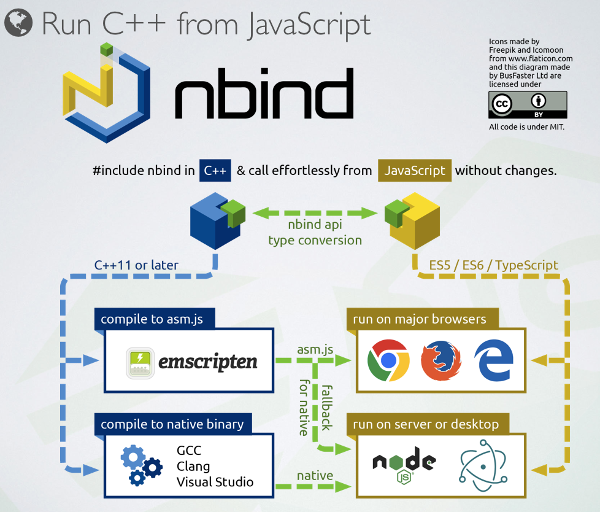 Run C++ from JavaScript
nbind
Icons made by
Freepik and Icomoon
from www.flaticon.com
and this diagram made
by BusFaster Ltd are
licensed under
CC
BY
All code is under MIT.
#include nbind in C++ & call effortlessly from JavaScript without changes.
nbind api
type conversion
C++11 or later
ES5 / ES6 / TypeScript
compile to asm.js
emscripten
asm.js
run on major browsers
fallback
for native
compile to native binary
GCC
Clang
Visual Studio
native
run on server or desktop
node
JS